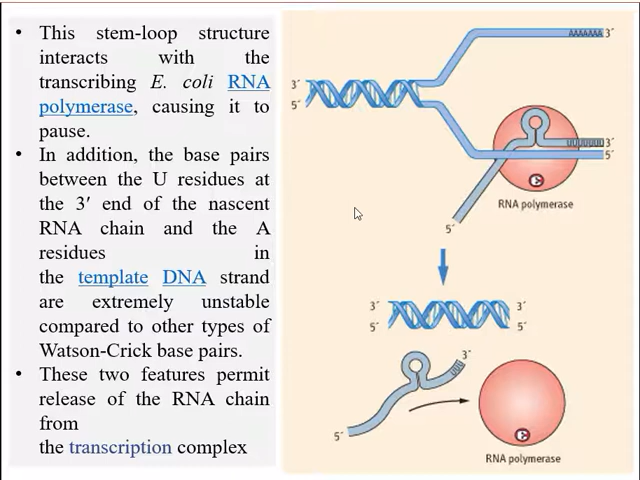 • This stem-loop structure
interacts with the
transcribing E. coli RNA
polymerase, causing it to
pause.
• In addition, the base pairs
between the U residues at
the 3′ end of the nascent
RNA chain and the A
residues in
the template DNA strand
are extremely unstable
compared to other types of
Watson-Crick base pairs.
• These two features permit
release of the RNA chain
from
the transcription complex
AAAAAAA 3′
3′
5′
UUUUUUU 3′
5′
RNA polymerase
5′
3′ 3′
5′ 5′
3′
5′
RNA polymerase